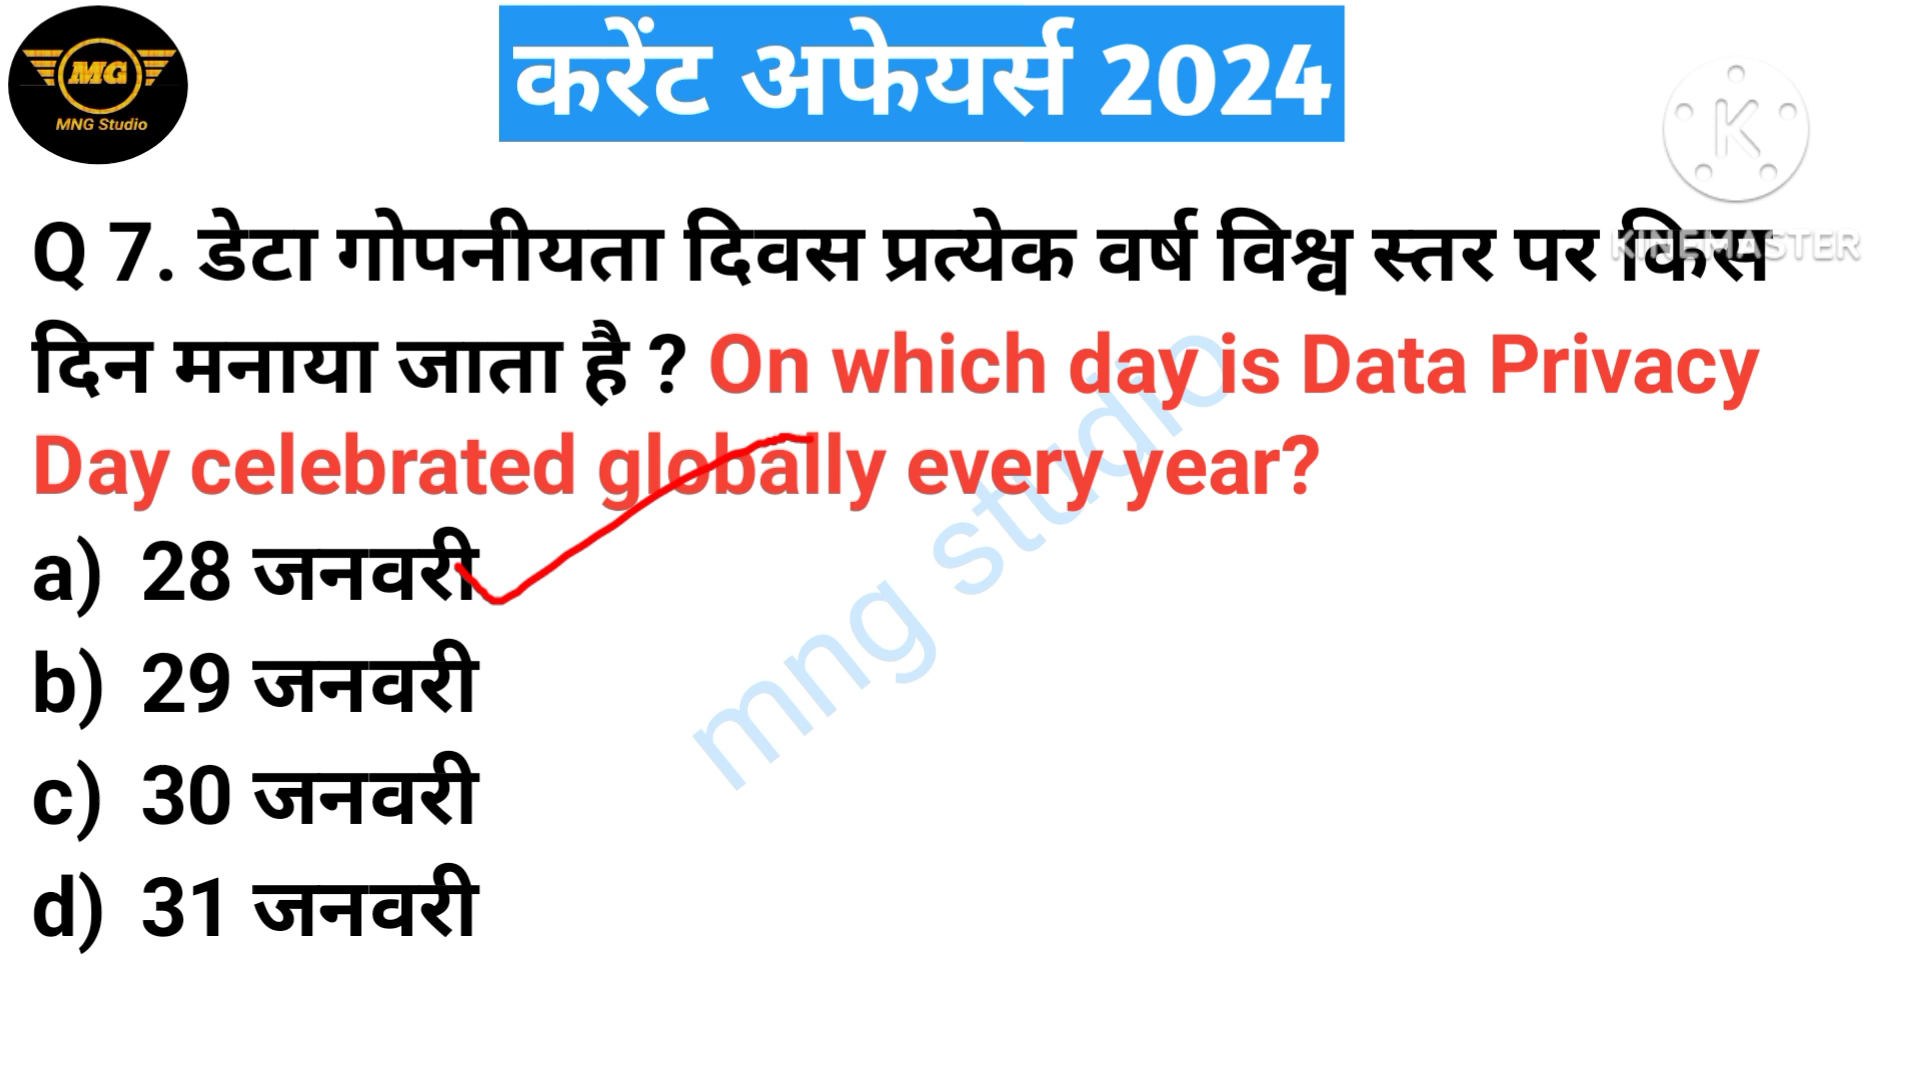 MG
MNG Studio
करेंट अफेयर्स 2024
K
KINEMASTER
Q 7. डेटा गोपनीयता दिवस प्रत्येक वर्ष विश्व स्तर पर किस
दिन मनाया जाता है ? On which day is Data Privacy
Day celebrated globally every year?
a) 28 जनवरी
b) 29 जनवरी
c) 30 जनवरी
d) 31 जनवरी
mng studio